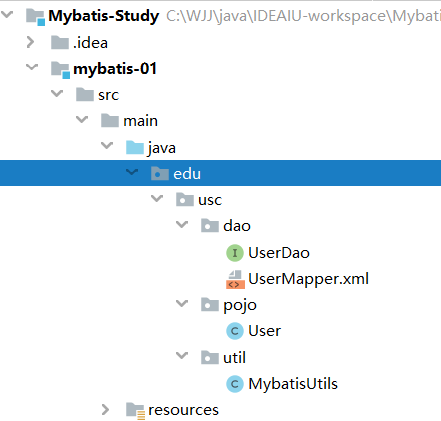 Mybatis-Study C:\WJJ\java\IDEAIU-workspace\Mybatis
.idea
mybatis-01
src
main
java
edu
usc
dao
I UserDao
UserMapper.xml
pojo
C User
util
C MybatisUtils
resources